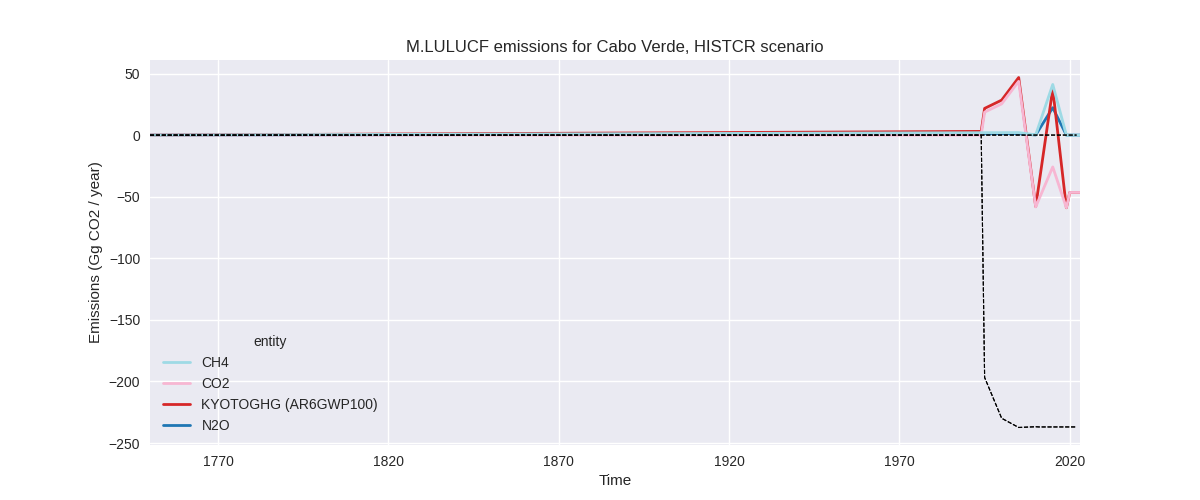 M.LULUCF emissions for Cabo Verde, HISTCR scenario
Emissions (Gg CO2 / year)
50
0
−50
−100
−150
−200
−250
entity
CH4
CO2
KYOTOGHG (AR6GWP100)
N2O
1770
1820
1870
1920
1970
2020
Time